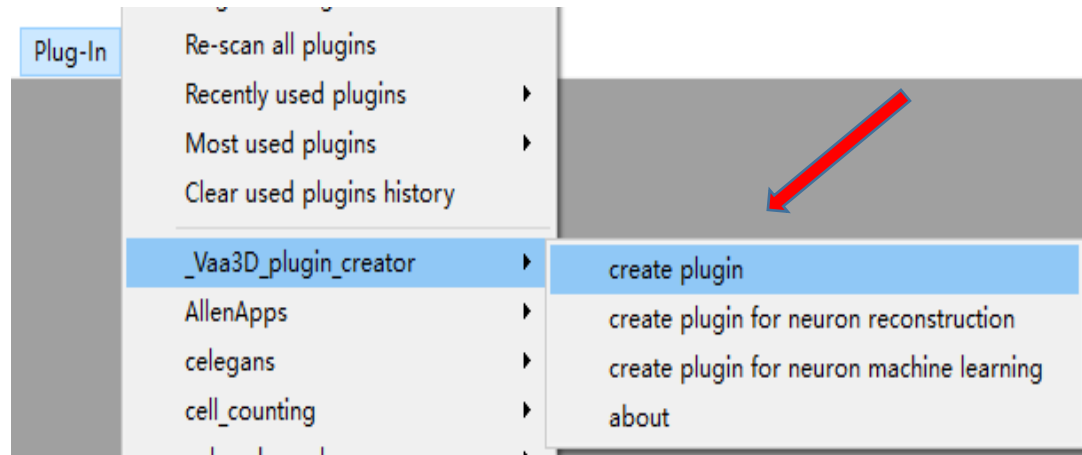 Plug-In
Re-scan all plugins
Recently used plugins
Most used plugins
Clear used plugins history
_Vaa3D_plugin_creator
AllenApps
celegans
cell_counting
create plugin
create plugin for neuron reconstruction
create plugin for neuron machine learning
about